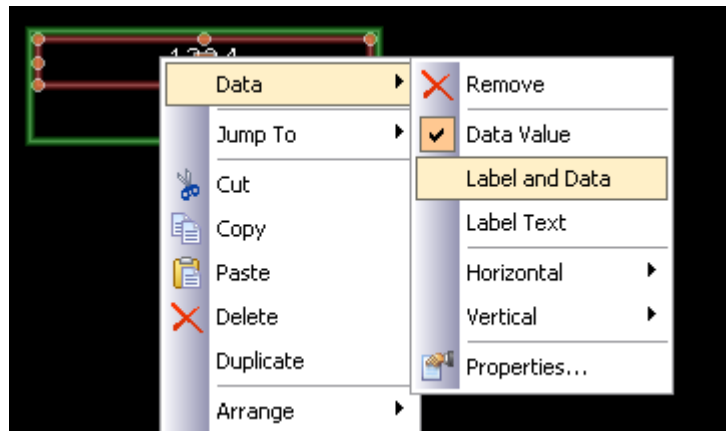 Data
Jump To
Cut
Copy
Paste
Delete
Duplicate
Arrange
Remove
Data Value
Label and Data
Label Text
Horizontal
Vertical
Properties...